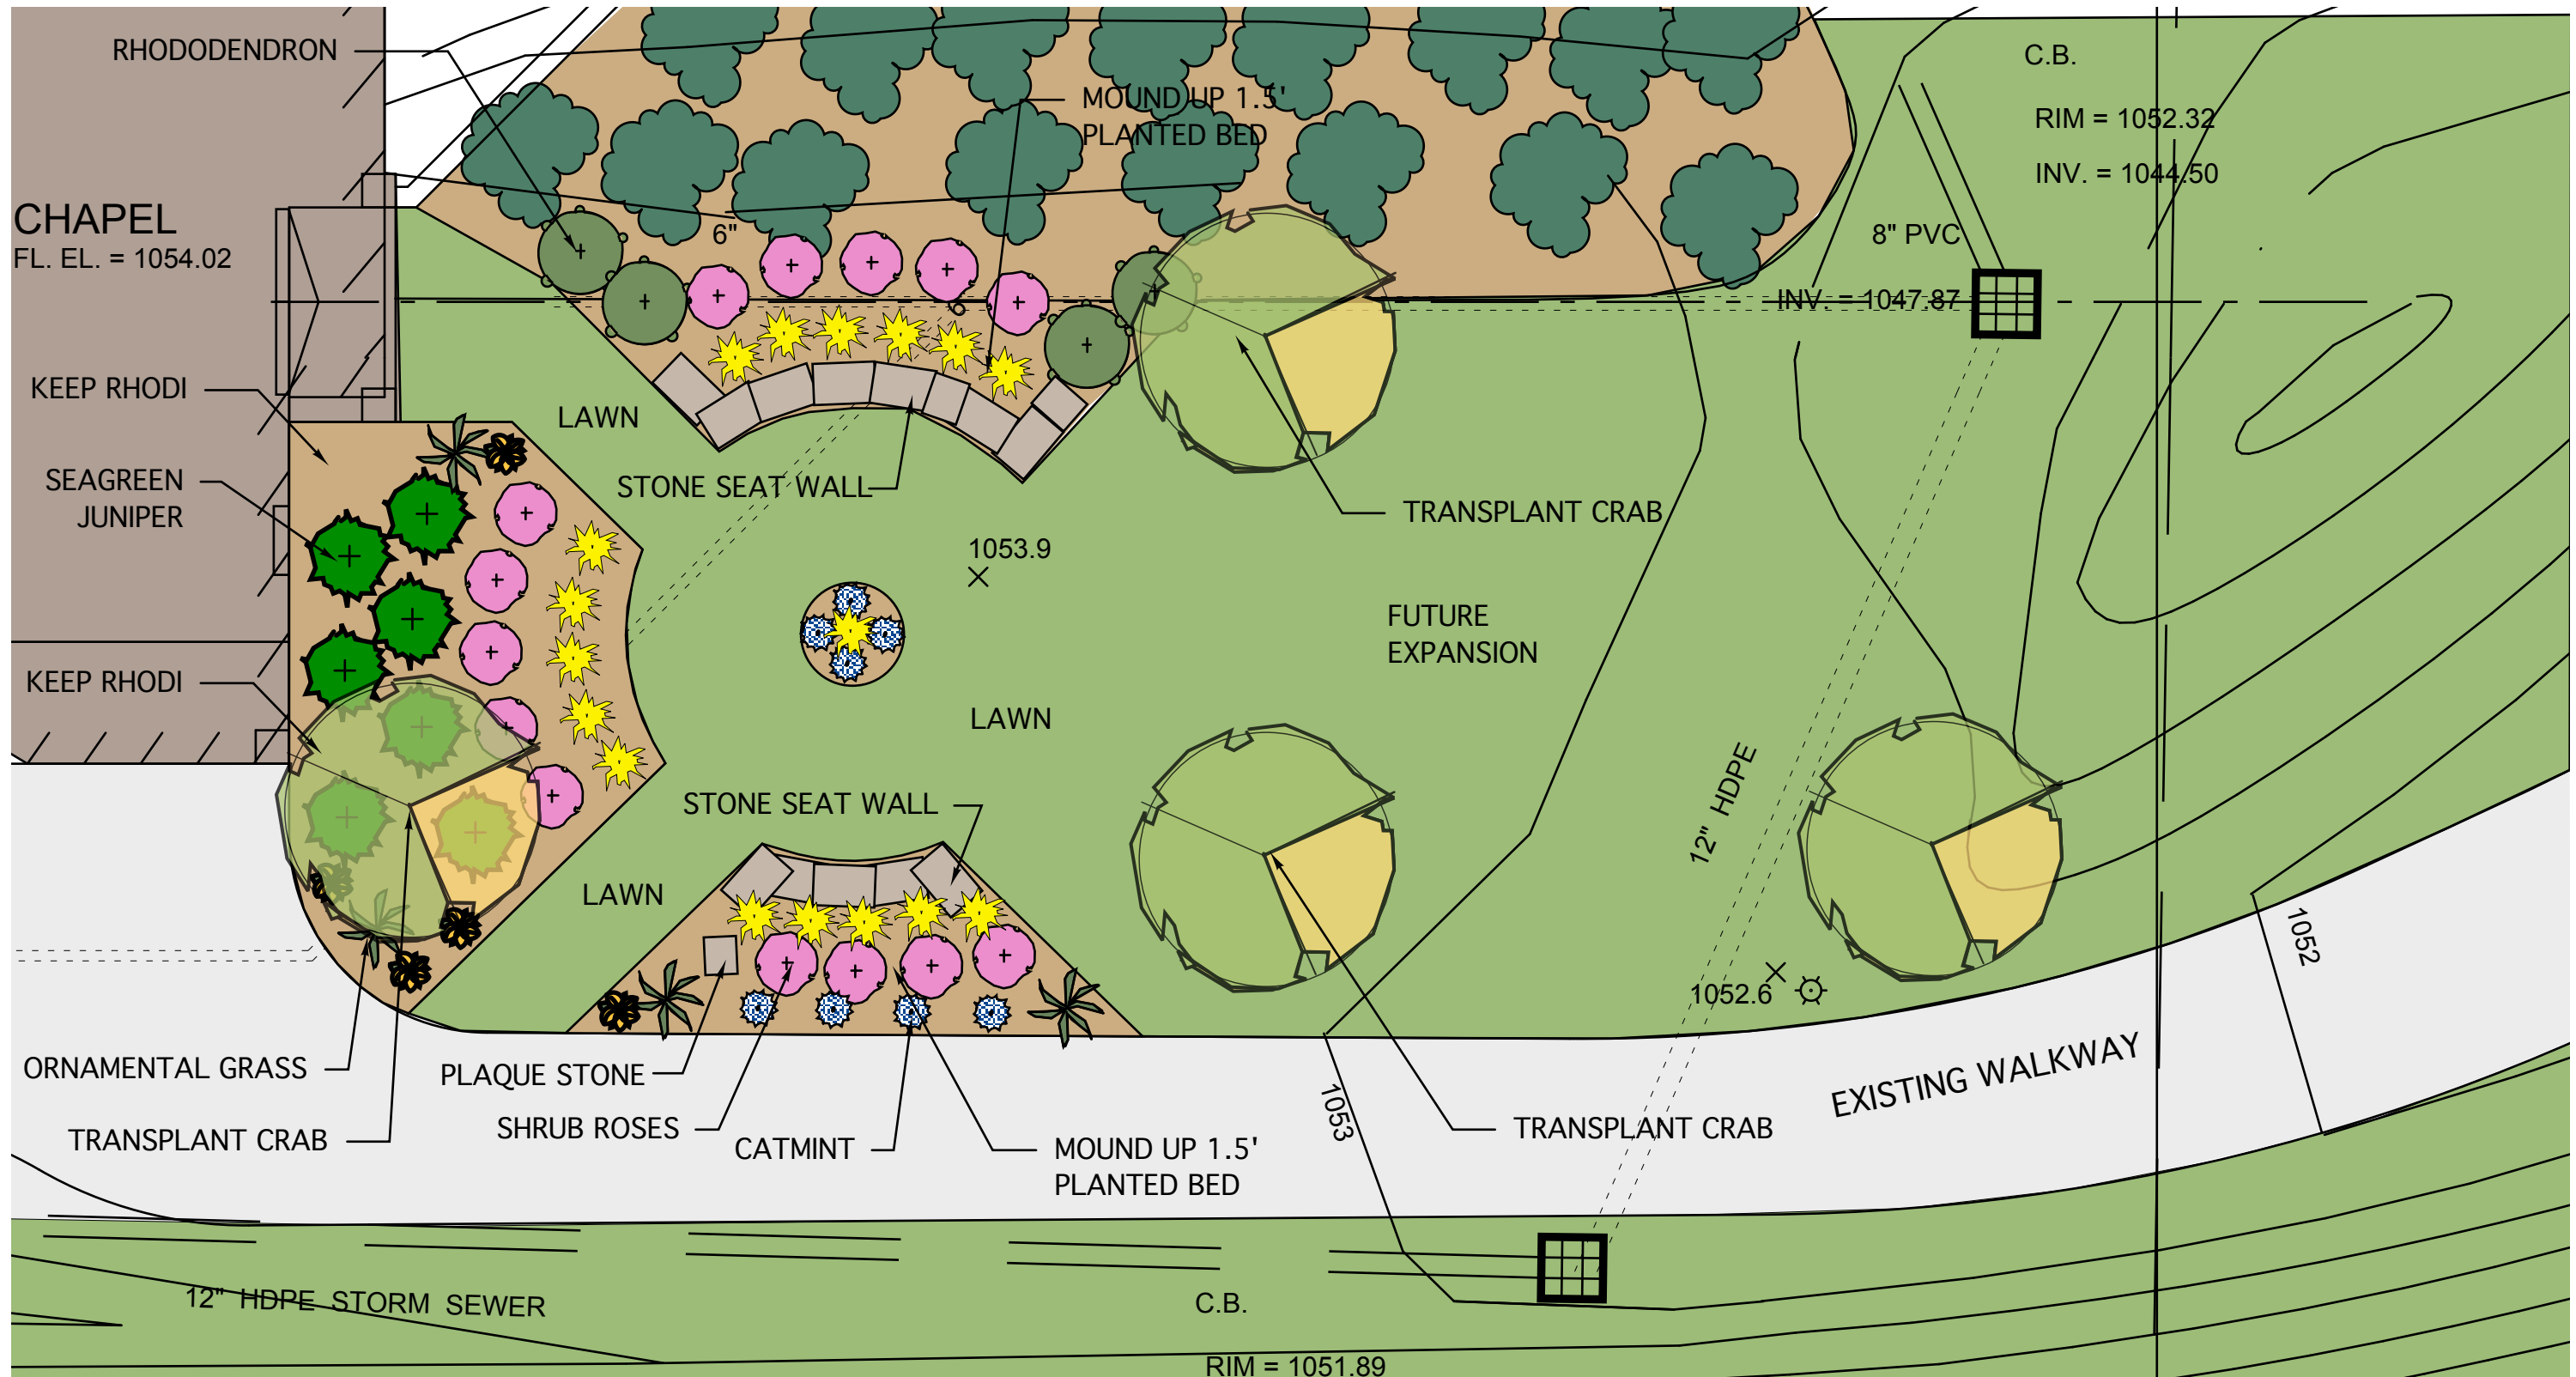 RHODODENDRON
MOUND UP 1.5'
PLANTED BED
C.B.
RIM = 1052.32
INV. = 1044.50
CHAPEL
FL. EL. = 1054.02
6"
8" PVC
INV. = 1047.87
KEEP RHODI
LAWN
SEAGREEN
JUNIPER
STONE SEAT WALL
TRANSPLANT CRAB
1053.9
FUTURE
EXPANSION
KEEP RHODI
LAWN
STONE SEAT WALL
12" HDPE
LAWN
1052
1052.6
ORNAMENTAL GRASS
PLAQUE STONE
EXISTING WALKWAY
1053
SHRUB ROSES
TRANSPLANT CRAB
TRANSPLANT CRAB
CATMINT
MOUND UP 1.5'
PLANTED BED
12" HDPE STORM SEWER
C.B.
RIM = 1051.89